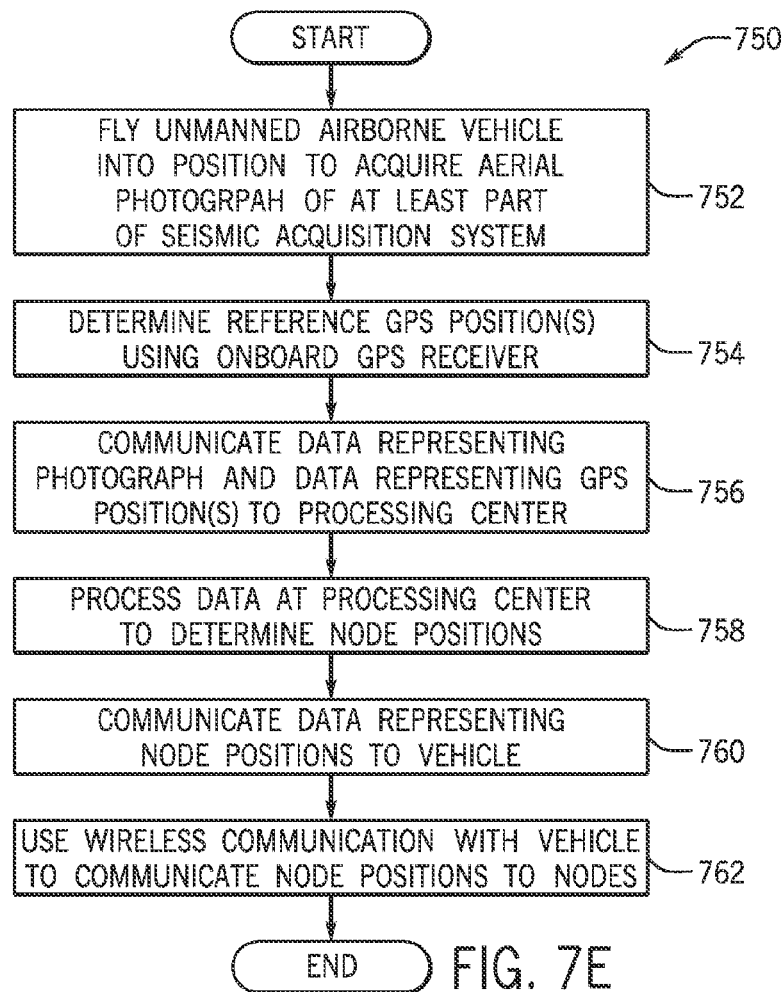 START
750
FLY UNMANNED AIRBORNE VEHICLE
INTO POSITION TO ACQUIRE AERIAL
PHOTOGRPAH OF AT LEAST PART
OF SEISMIC ACQUISITION SYSTEM
752
DETERMINE REFERENCE GPS POSITION(S)
USING ONBOARD GPS RECEIVER
754
COMMUNICATE DATA REPRESENTING
PHOTOGRAPH AND DATA REPRESENTING GPS
POSITION(S) TO PROCESSING CENTER
756
PROCESS DATA AT PROCESSING CENTER
TO DETERMINE NODE POSITIONS
758
COMMUNICATE DATA REPRESENTING
NODE POSITIONS TO VEHICLE
760
USE WIRELESS COMMUNICATION WITH VEHICLE
TO COMMUNICATE NODE POSITIONS TO NODES
762
END
FIG. 7E